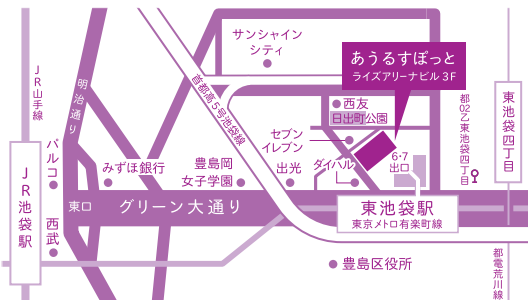 サンシャイン
シティ
あうるすぽっと
ライズアリーナビル 3F
JR山手線
明治通り
首都高5号池袋線
西友
日出町公園
都02乙東池袋四丁目
東池袋四丁目
セブン
イレブン
パルコ
みずほ銀行
豊島岡
女子学園
出光
ダイハル
6・7
出口
JR池袋駅
東口
グリーン大通り
東池袋駅
東京メトロ有楽町線
西武
豊島区役所
都電荒川線